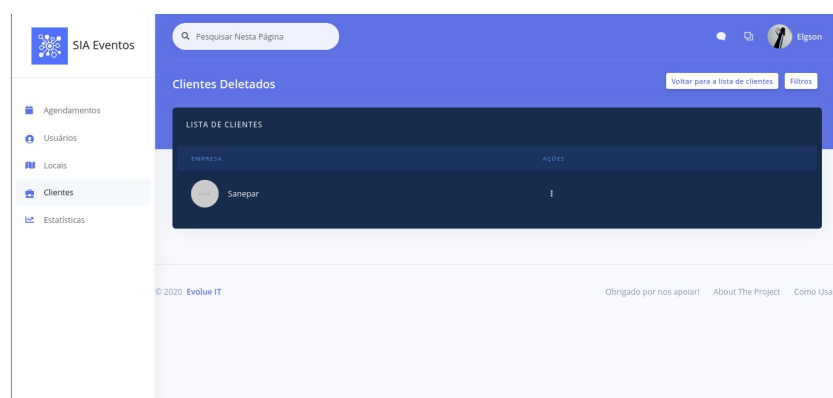 SIA Eventos
Pesquisar Nesta Página
Elgson
Clientes Deletados
Voltar para a lista de clientes
Filtros
Agendamentos
Usuários
Locais
Clientes
Estatísticas
LISTA DE CLIENTES
EMPRESA AÇÕES
Sanepar
© 2020 Evolue IT
Obrigado por nos apoiar! About The Project Como Usa